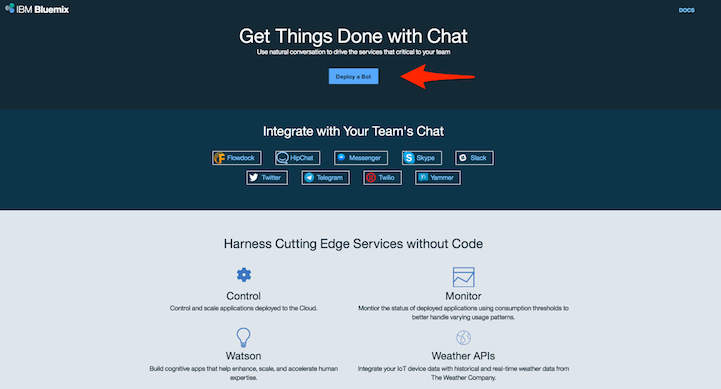 IBM Bluemix
DOCS
Get Things Done with Chat
Use natural conversation to drive the services that critical to your team
Deploy a Bot
Integrate with Your Team's Chat
Flowdock
HipChat
Messenger
Skype
Slack
Twitter
Telegram
Twilio
Yammer
Harness Cutting Edge Services without Code
Control
Control and scale applications deployed to the Cloud.
Monitor
Monitor the status of deployed applications using consumption thresholds to
better handle varying usage patterns.
Watson
Build cognitive apps that help enhance, scale, and accelerate human
expertise.
Weather APIs
Integrate your IoT device data with historical and real-time weather data from
The Weather Company.